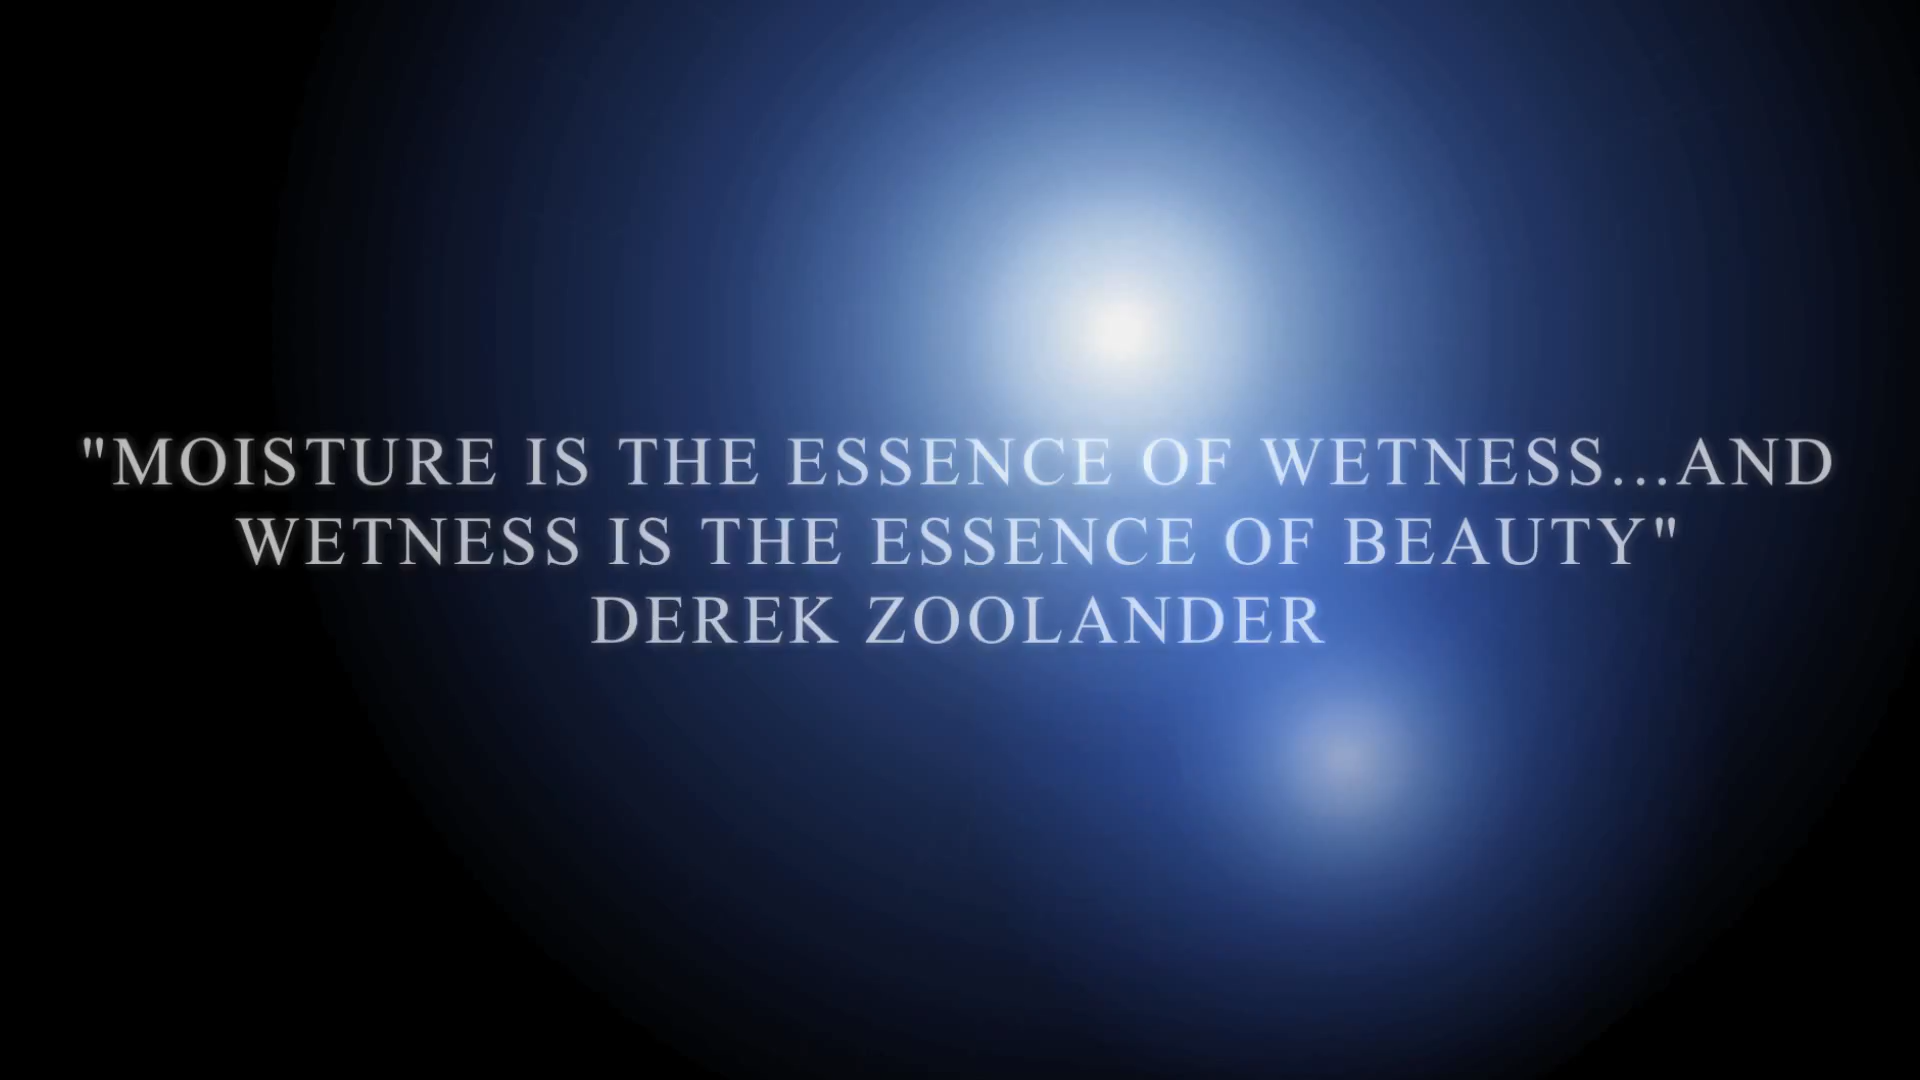 "MOISTURE IS THE ESSENCE OF WETNESS...AND
WETNESS IS THE ESSENCE OF BEAUTY"
DEREK ZOOLANDER